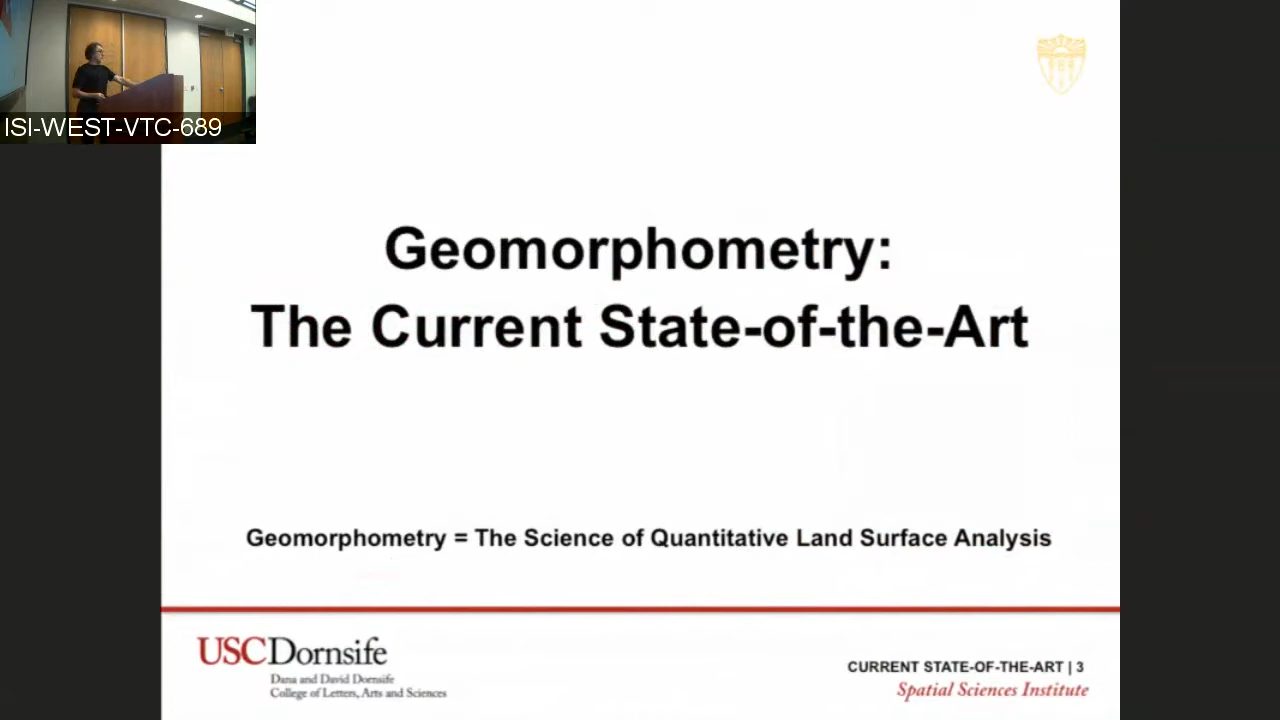 ISI-WEST-VTC-689
Geomorphometry:
The Current State-of-the-Art
Geomorphometry = The Science of Quantitative Land Surface Analysis
USCDornsife
Dana and David Dornsife
College of Letters, Arts and Sciences
CURRENT STATE-OF-THE-ART | 3
Spatial Sciences Institute